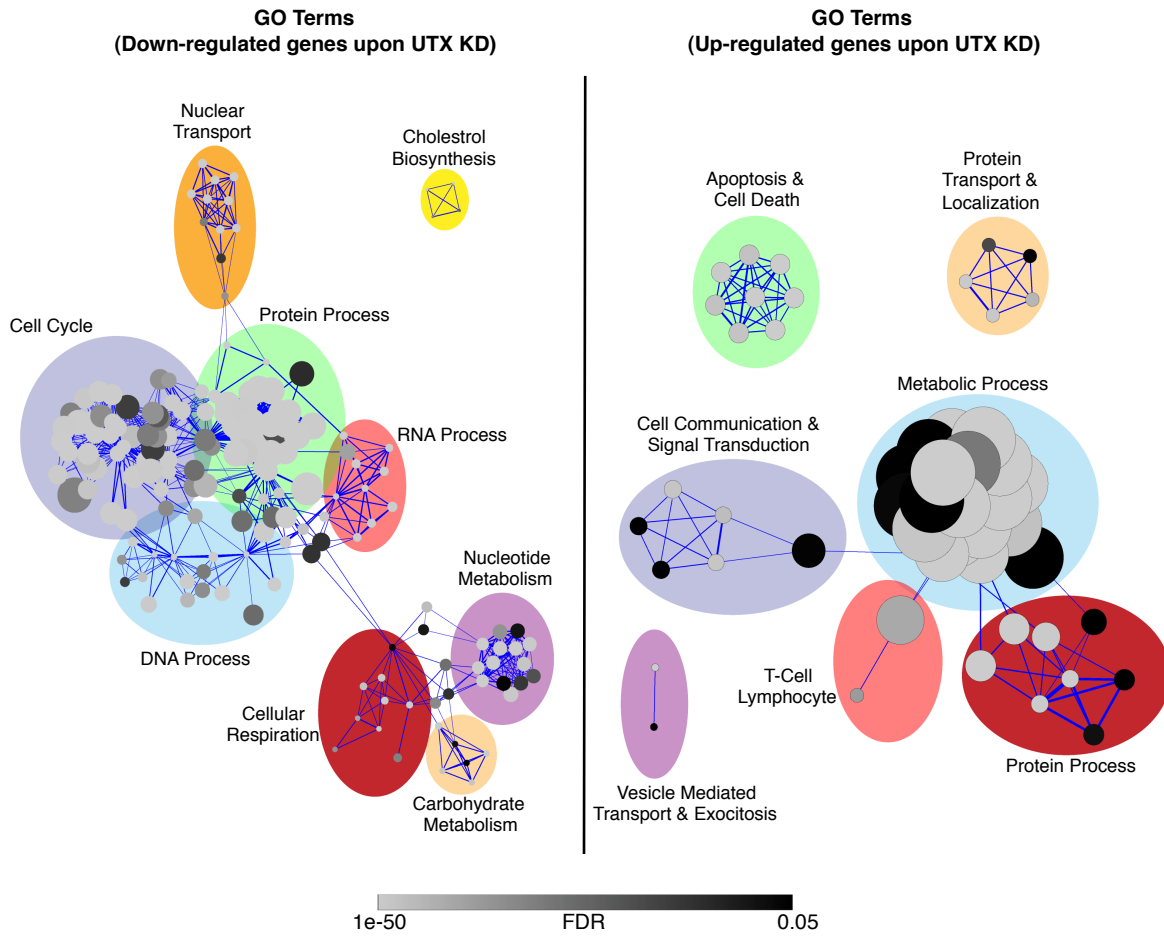 GO Terms
(Down-regulated genes upon UTX KD)
Nuclear
Transport
Cholestrol
Biosynthesis
Cell Cycle
Protein Process
RNA Process
DNA Process
Nucleotide
Metabolism
Cellular
Respiration
Carbohydrate
Metabolism
GO Terms
(Up-regulated genes upon UTX KD)
Apoptosis &
Cell Death
Protein
Transport &
Localization
Metabolic Process
Cell Communication &
Signal Transduction
T-Cell
Lymphocyte
Protein Process
Vesicle Mediated
Transport & Exocitosis
1e-50
FDR
0.05